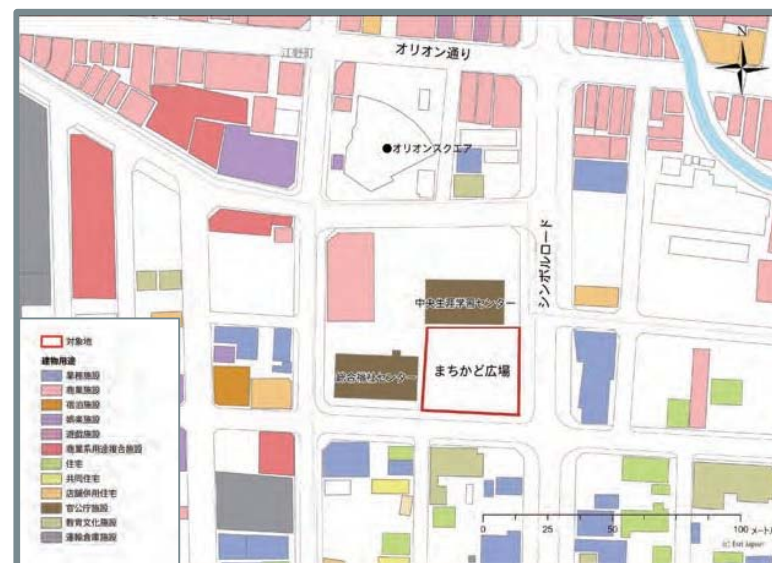 江野町
オリオン通り
N
●オリオンスクエア
シンボルロード
中央生涯学習センター
総合福祉センター
まちかど広場
対象地
建物用途
業務施設
商業施設
宿泊施設
娯楽施設
遊戯施設
商業系用途複合施設
住宅
共同住宅
店舗併用住宅
官公庁施設
教育文化施設
運輸倉庫施設
0 25 50 100 メートル
(c) Esri Japan